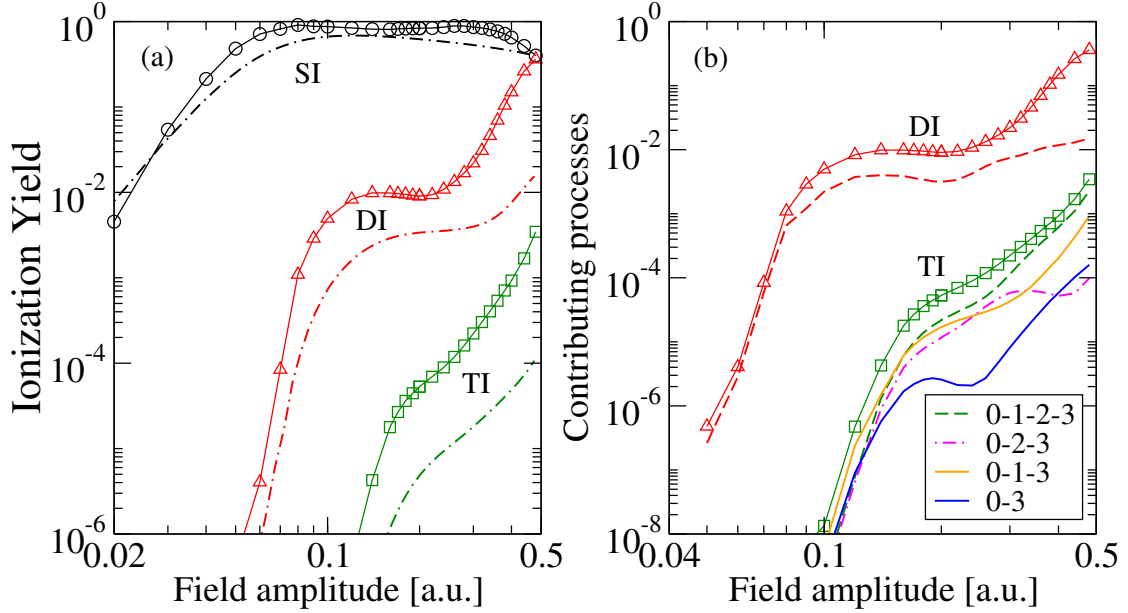 (a)
SI
DI
TI
10^0
10^-2
10^-4
10^-6
0.02
0.1
0.5
Ionization Yield
Field amplitude [a.u.]
(b)
DI
TI
10^0
10^-2
10^-4
10^-6
10^-8
0.04
0.1
0.5
Contributing processes
Field amplitude [a.u.]
0-1-2-3
0-2-3
0-1-3
0-3